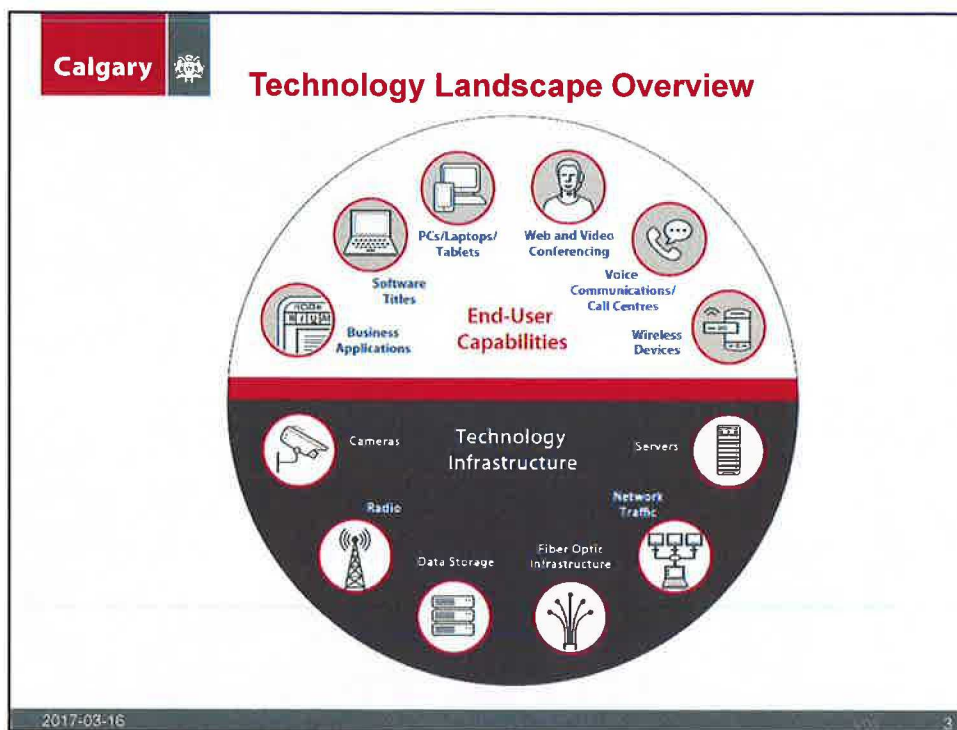 Calgary
Technology Landscape Overview
PCs/Laptops/
Tablets
Web and Video
Conferencing
Software
Titles
Voice
Communications/
Call Centres
Business
Applications
End-User
Capabilities
Wireless
Devices
Cameras
Technology
Infrastructure
Servers
Radio
Network
Traffic
Data Storage
Fiber Optic
Infrastructure
2017-03-16
3